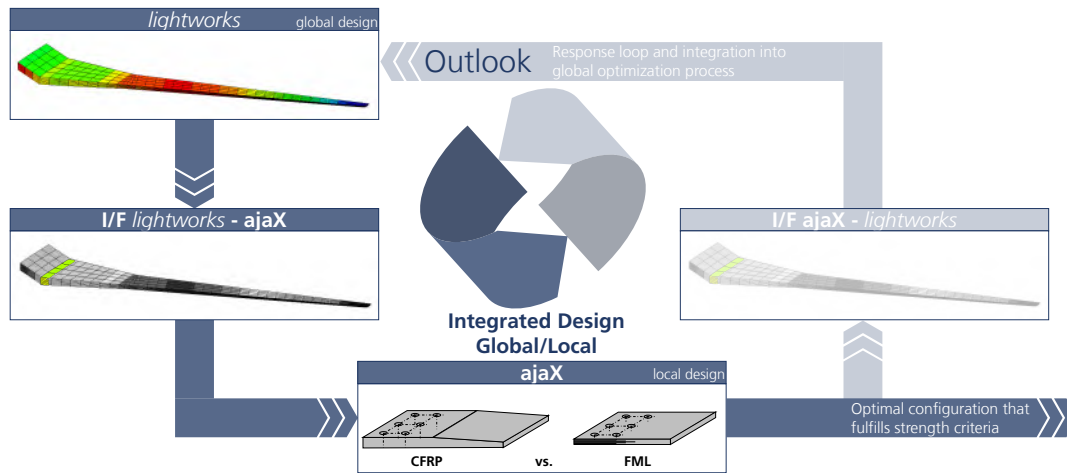 lightworks global design
Outlook
Response loop and integration into
global optimization process
I/F lightworks - ajaX
I/F ajaX - lightworks
Integrated Design
Global/Local
ajaX local design
CFRP vs. FML
Optimal configuration that
fulfills strength criteria